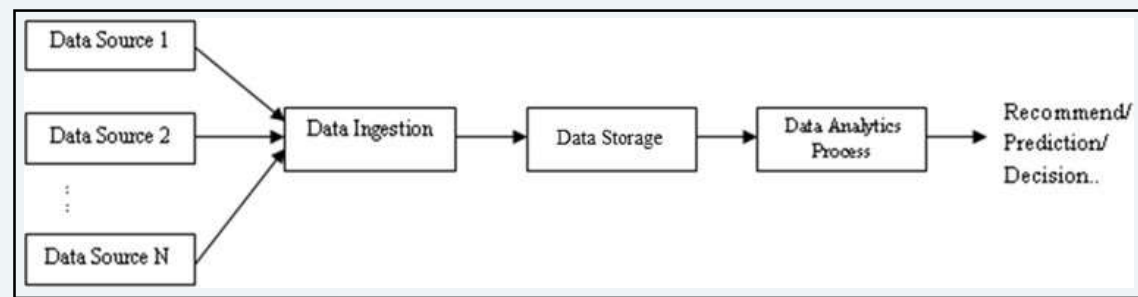 Data Source 1
Data Source 2
:
:
Data Source N
Data Ingestion
Data Storage
Data Analytics
Process
Recommend/
Prediction/
Decision..